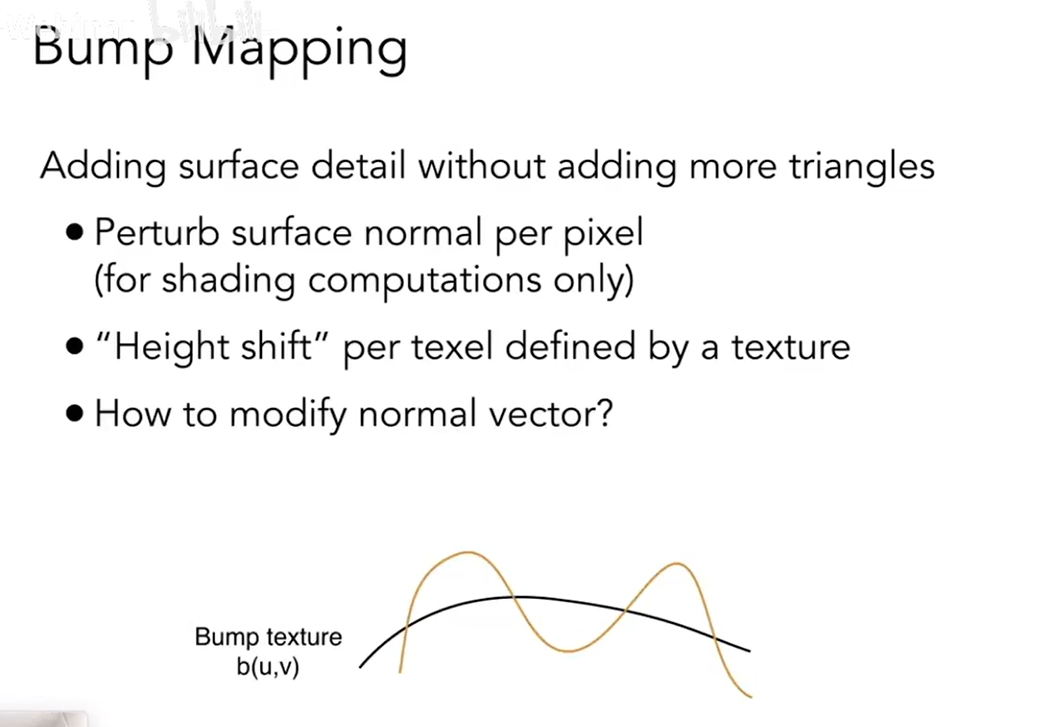 Bump Mapping
Adding surface detail without adding more triangles
● Perturb surface normal per pixel
(for shading computations only)
● “Height shift” per texel defined by a texture
● How to modify normal vector?
Bump texture
b(u,v)